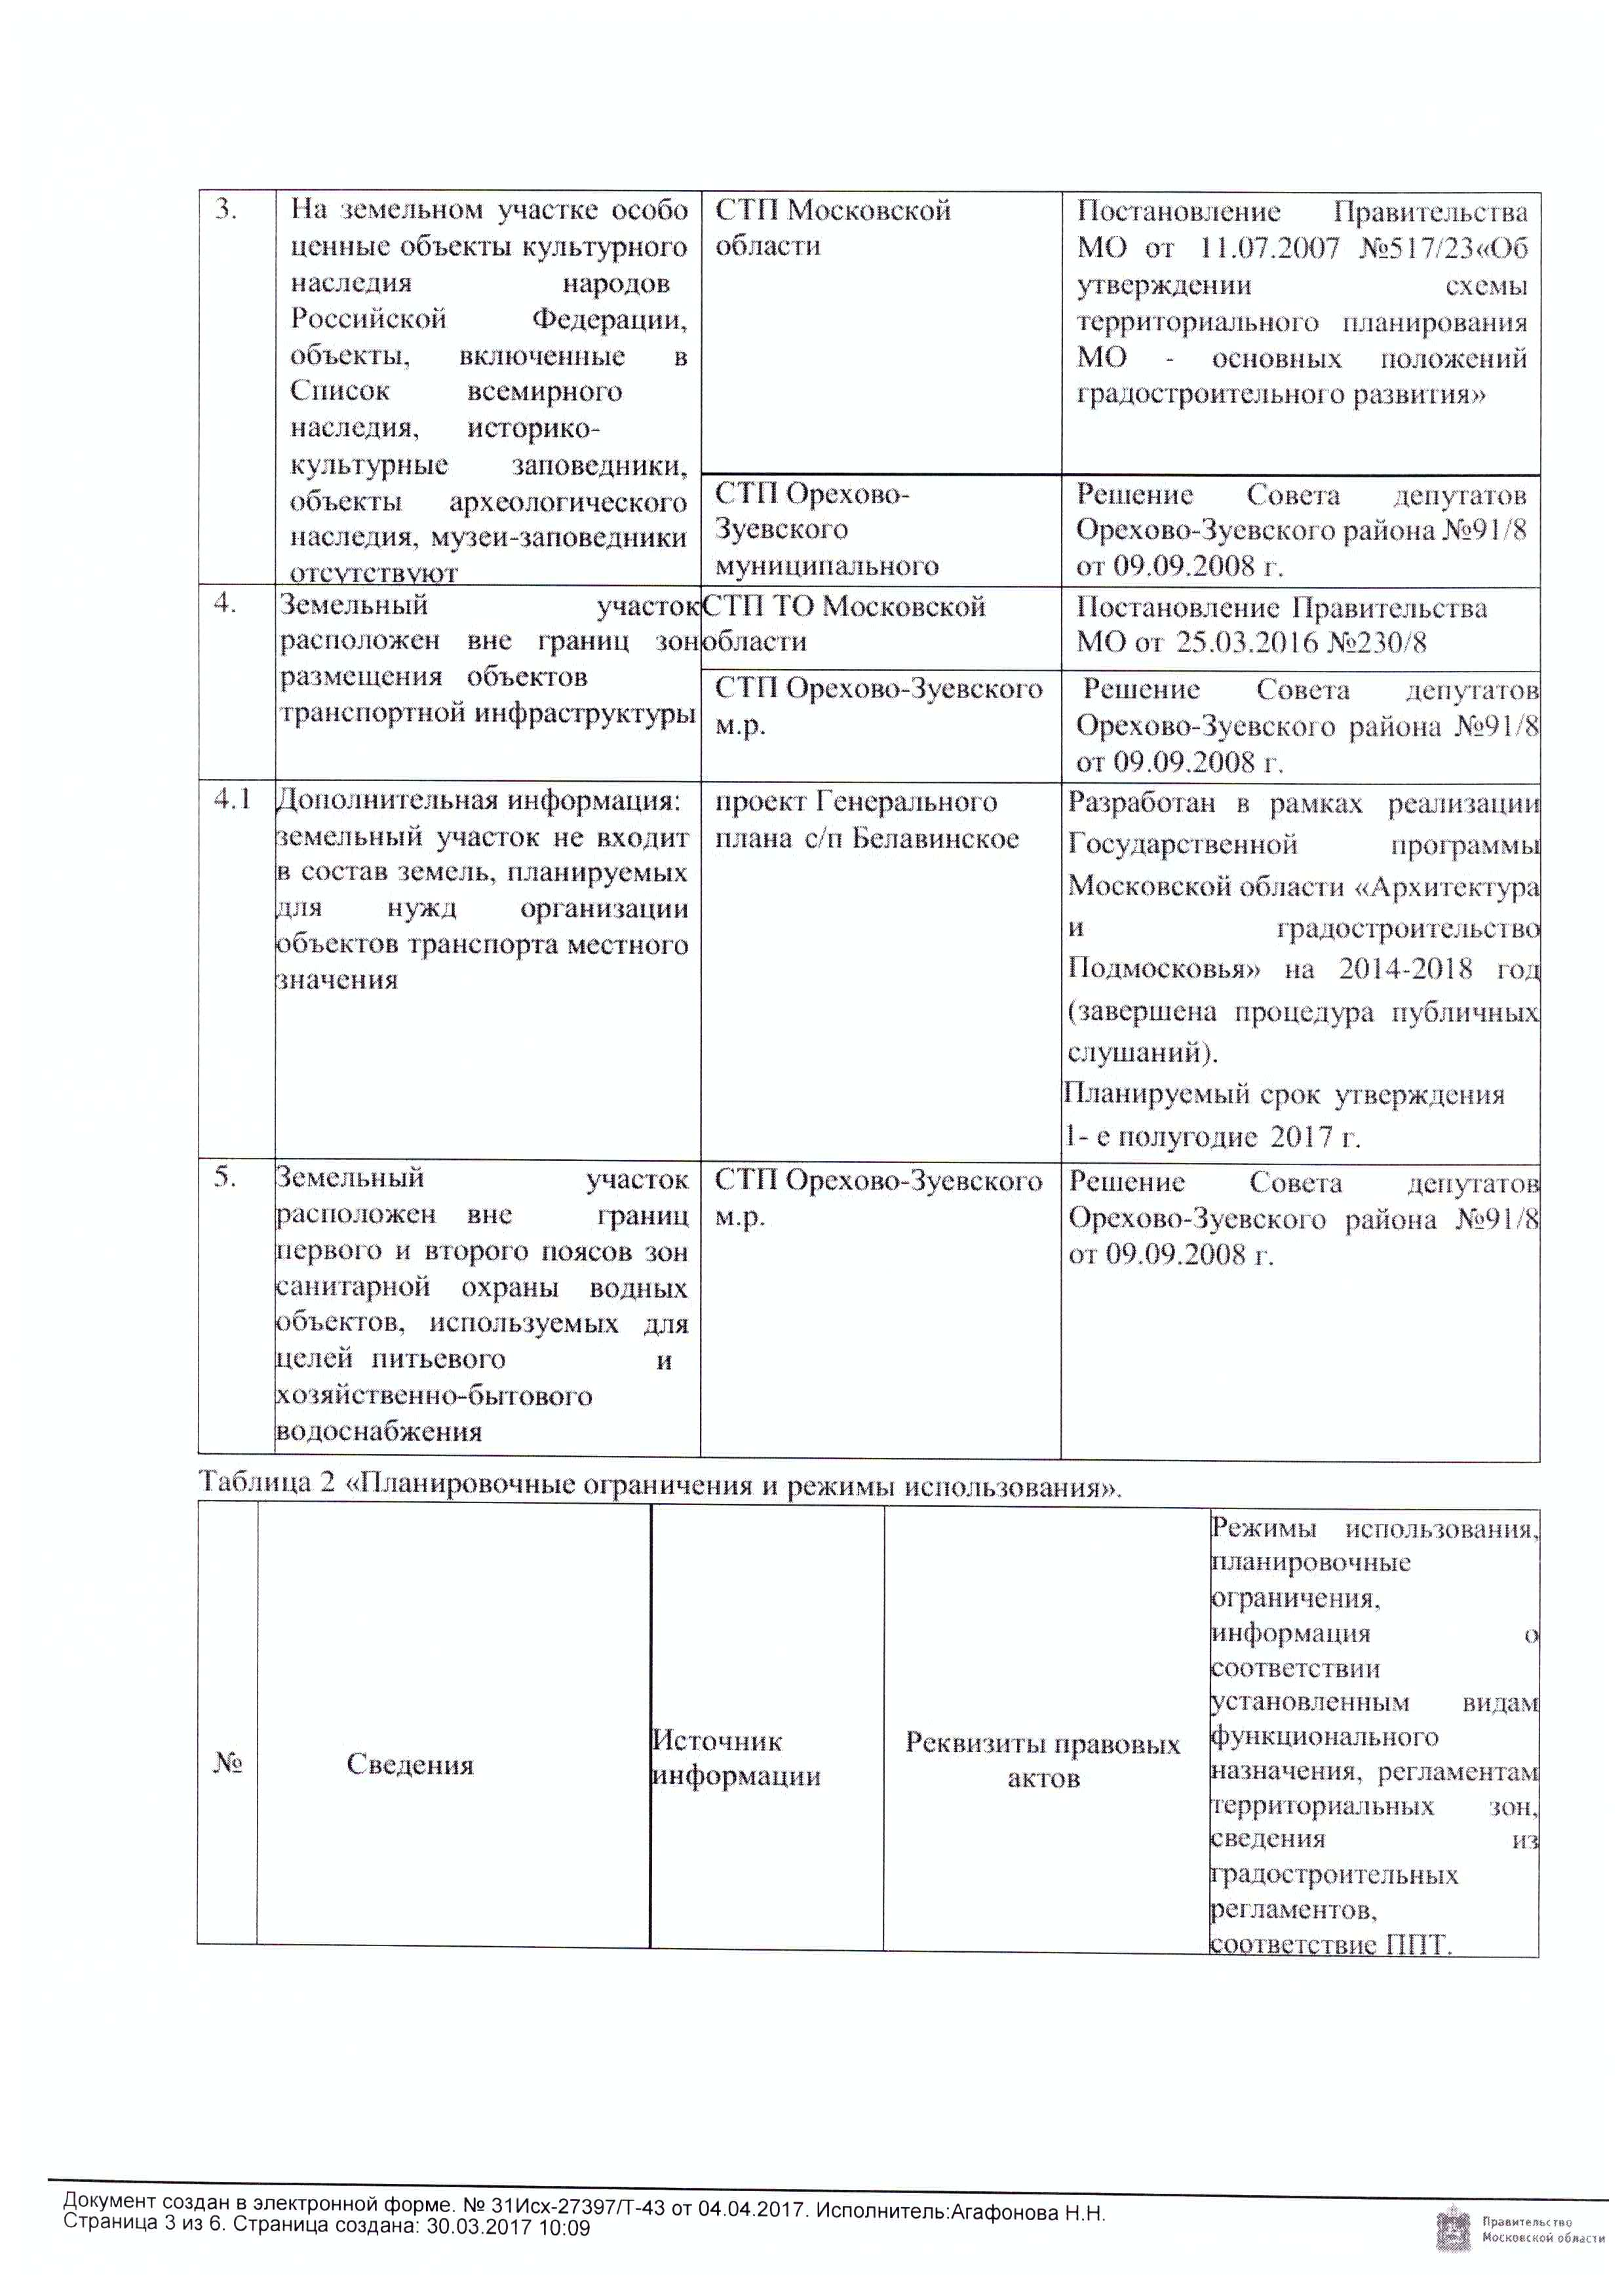 3.
На земельном участке особо
ценные объекты культурного
наследия народов
Российской Федерации,
объекты, включенные в
Список всемирного
наследия, историко-
культурные заповедники,
объекты археологического
наследия, музеи-заповедники
отсутствуют
СТП Московской
области
Постановление Правительства
МО от 11.07.2007 №517/23«Об
утверждении схемы
территориального планирования
МО - основных положений
градостроительного развития»
СТП Орехово-
Зуевского
муниципального
Решение Совета депутатов
Орехово-Зуевского района №91/8
от 09.09.2008 г.
4.
Земельный участок
расположен вне границ зон
размещения объектов
транспортной инфраструктуры
СТП ТО Московской
области
Постановление Правительства
МО от 25.03.2016 №230/8
СТП Орехово-Зуевского
м.р.
Решение Совета депутатов
Орехово-Зуевского района №91/8
от 09.09.2008 г.
4.1
Дополнительная информация:
земельный участок не входит
в состав земель, планируемых
для нужд организации
объектов транспорта местного
значения
проект Генерального
плана с/п Белавинское
Разработан в рамках реализации
Государственной программы
Московской области «Архитектура
и градостроительство
Подмосковья» на 2014-2018 год
(завершена процедура публичных
слушаний).
Планируемый срок утверждения
1- е полугодие 2017 г.
5.
Земельный участок
расположен вне границ
первого и второго поясов зон
санитарной охраны водных
объектов, используемых для
целей питьевого и
хозяйственно-бытового
водоснабжения
СТП Орехово-Зуевского
м.р.
Решение Совета депутатов
Орехово-Зуевского района №91/8
от 09.09.2008 г.
Таблица 2 «Планировочные ограничения и режимы использования».
№
Сведения
Источник
информации
Реквизиты правовых
актов
Режимы использования,
планировочные
ограничения,
информация о
соответствии
установленным видам
функционального
назначения, регламентам
территориальных зон,
сведения из
градостроительных
регламентов,
соответствие ППТ.
Документ создан в электронной форме. № 31Исх-27397/Т-43 от 04.04.2017. Исполнитель:Агафонова Н.Н.
Страница 3 из 6. Страница создана: 30.03.2017 10:09
Правительство
Московской области